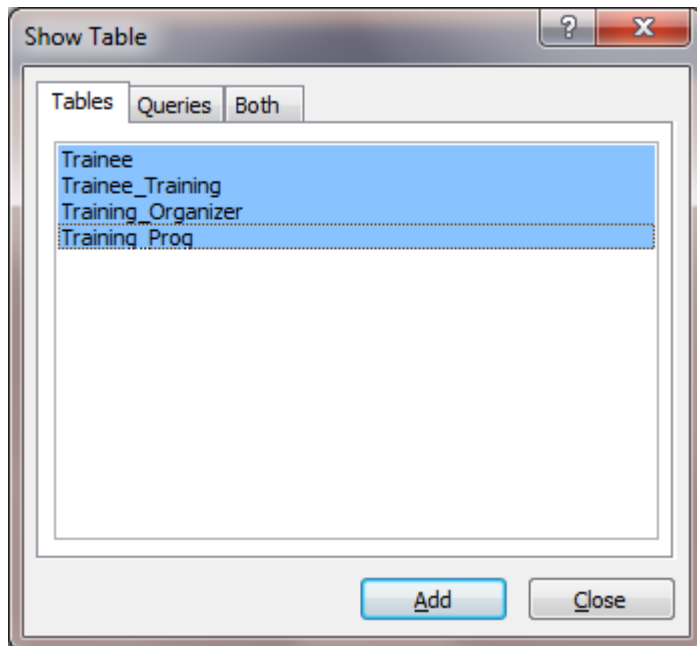 Show Table
?
Tables Queries Both
Trainee
Trainee_Training
Training_Organizer
Training_Prog
Add Close